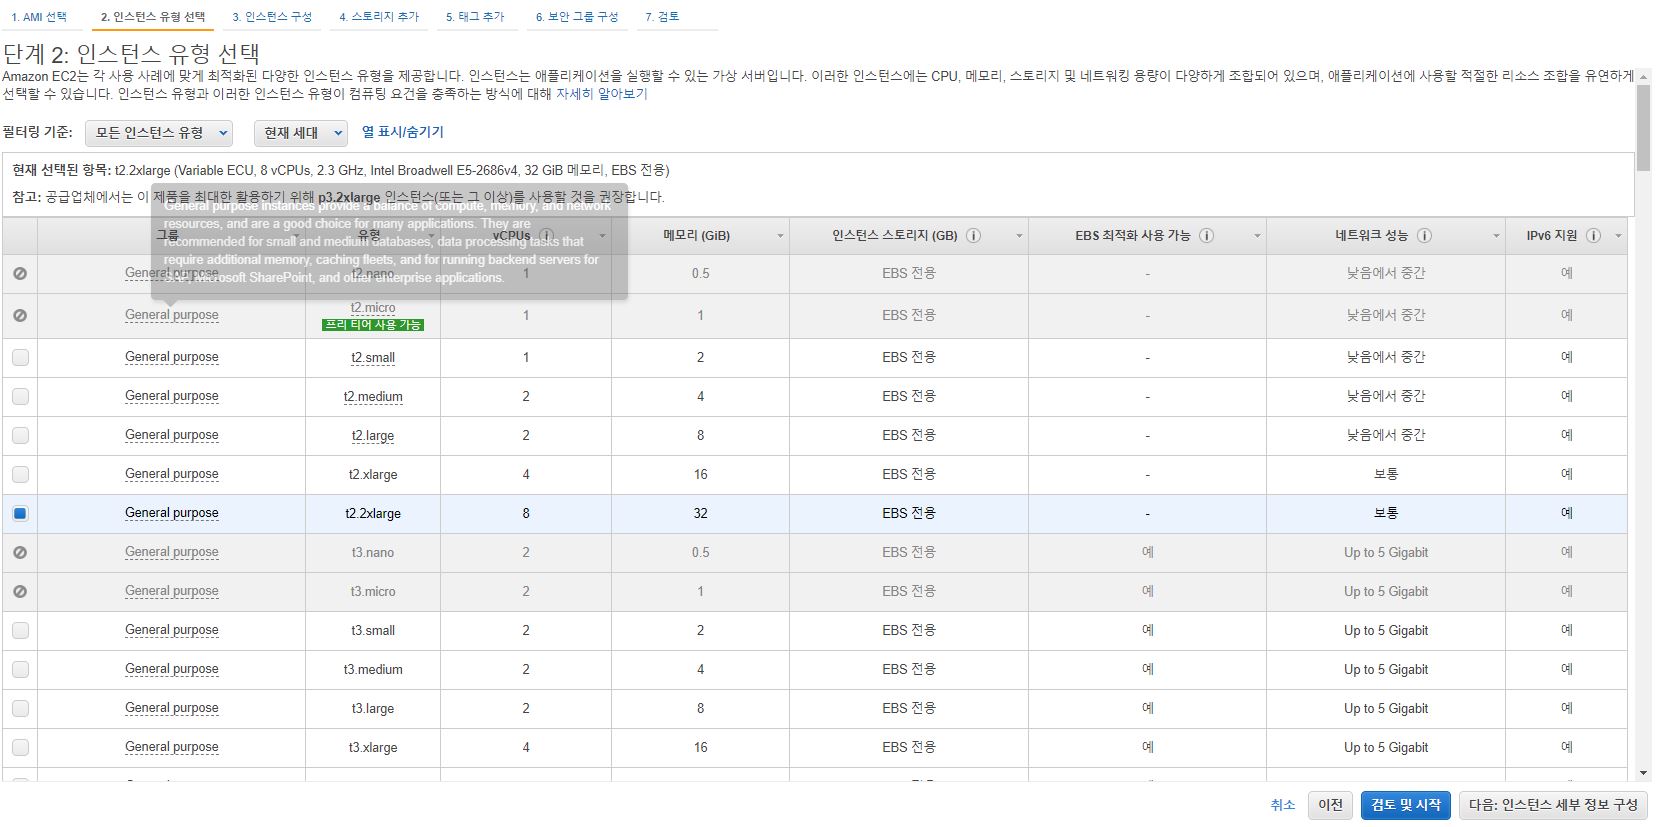 1. AMI 선택 2. 인스턴스 유형 선택 3. 인스턴스 구성 4. 스토리지 추가 5. 태그 추가 6. 보안 그룹 구성 7. 검토
단계 2: 인스턴스 유형 선택
Amazon EC2는 각 사용 사례에 맞게 최적화된 다양한 인스턴스 유형을 제공합니다. 인스턴스는 애플리케이션을 실행할 수 있는 가상 서버입니다. 이러한 인스턴스에는 CPU, 메모리, 스토리지 및 네트워킹 용량이 다양하게 조합되어 있으며, 애플리케이션에 사용할 적절한 리소스 조합을 유연하게
선택할 수 있습니다. 인스턴스 유형과 이러한 인스턴스 유형이 컴퓨팅 요건을 충족하는 방식에 대해 자세히 알아보기
필터링 기준: 모든 인스턴스 유형 현재 세대 열 표시/숨기기
현재 선택된 항목: t2.2xlarge (Variable ECU, 8 vCPUs, 2.3 GHz, Intel Broadwell E5-2686v4, 32 GiB 메모리, EBS 전용)
참고: 공급업체에서는 이 제품을 최대한 활용하기 위해 p3.2xlarge 인스턴스(또는 그 이상)를 사용할 것을 권장합니다.
General purpose instances provide a balance of compute, memory, and network
resources, and are a good choice for many applications. They are
recommended for small and medium databases, data processing tasks that
require additional memory, caching fleets, and for running backend servers for
SAP, Microsoft SharePoint, and other enterprise applications.
그룹 유형 vCPUs 메모리 (GiB) 인스턴스 스토리지 (GB) EBS 최적화 사용 가능 네트워크 성능 IPv6 지원
General purpose t2.nano 1 0.5 EBS 전용 - 낮음에서 중간 예
General purpose t2.micro 1 1 EBS 전용 - 낮음에서 중간 예
프리 티어 사용 가능
General purpose t2.small 1 2 EBS 전용 - 낮음에서 중간 예
General purpose t2.medium 2 4 EBS 전용 - 낮음에서 중간 예
General purpose t2.large 2 8 EBS 전용 - 낮음에서 중간 예
General purpose t2.xlarge 4 16 EBS 전용 - 보통 예
General purpose t2.2xlarge 8 32 EBS 전용 - 보통 예
General purpose t3.nano 2 0.5 EBS 전용 예 Up to 5 Gigabit 예
General purpose t3.micro 2 1 EBS 전용 예 Up to 5 Gigabit 예
General purpose t3.small 2 2 EBS 전용 예 Up to 5 Gigabit 예
General purpose t3.medium 2 4 EBS 전용 예 Up to 5 Gigabit 예
General purpose t3.large 2 8 EBS 전용 예 Up to 5 Gigabit 예
General purpose t3.xlarge 4 16 EBS 전용 예 Up to 5 Gigabit 예
취소 이전 검토 및 시작 다음: 인스턴스 세부 정보 구성